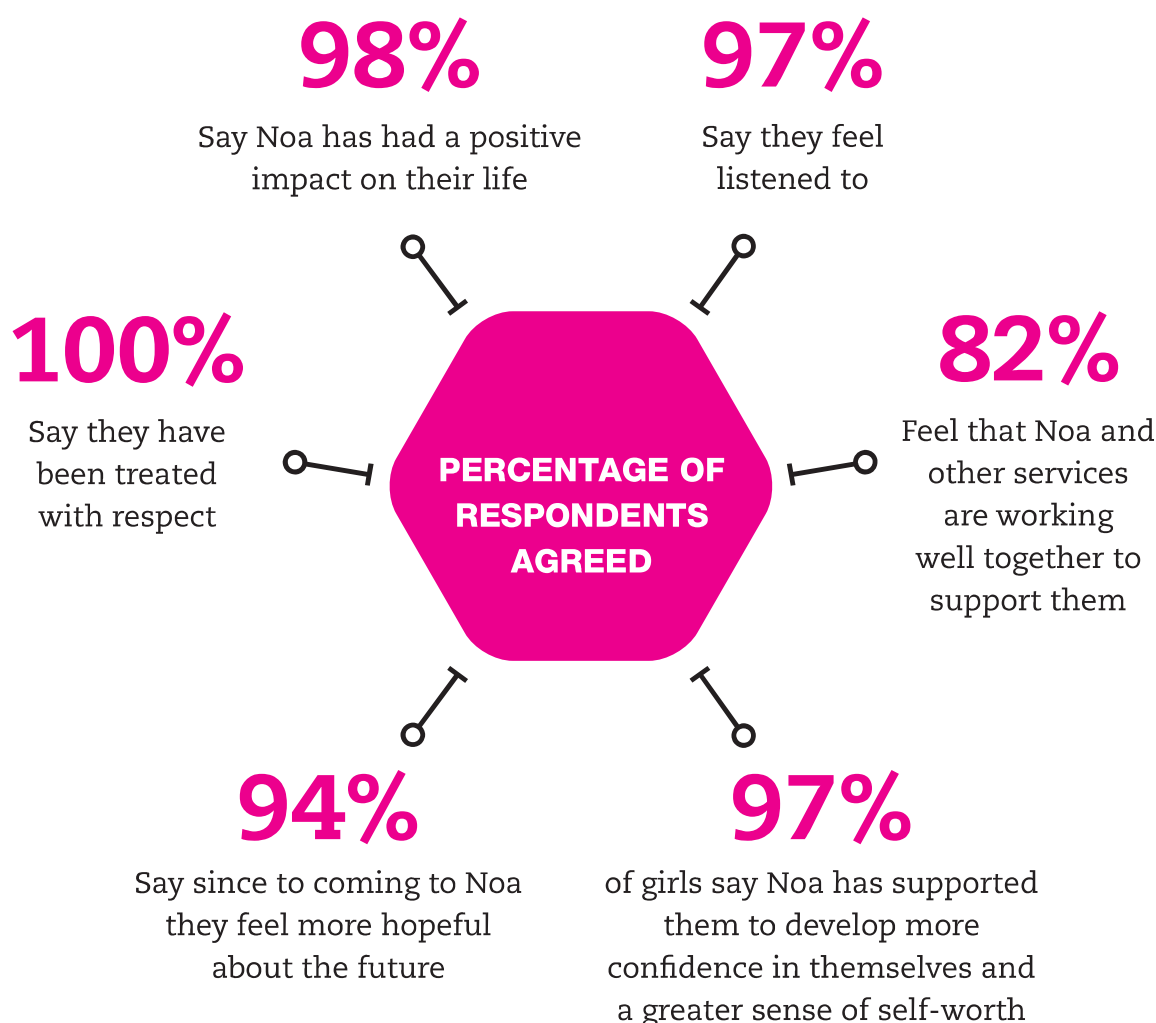 98%
Say Noa has had a positive
impact on their life
97%
Say they feel
listened to
100%
Say they have
been treated
with respect
PERCENTAGE OF
RESPONDENTS
AGREED
82%
Feel that Noa and
other services
are working
well together to
support them
94%
Say since to coming to Noa
they feel more hopeful
about the future
97%
of girls say Noa has supported
them to develop more
confidence in themselves and
a greater sense of self-worth